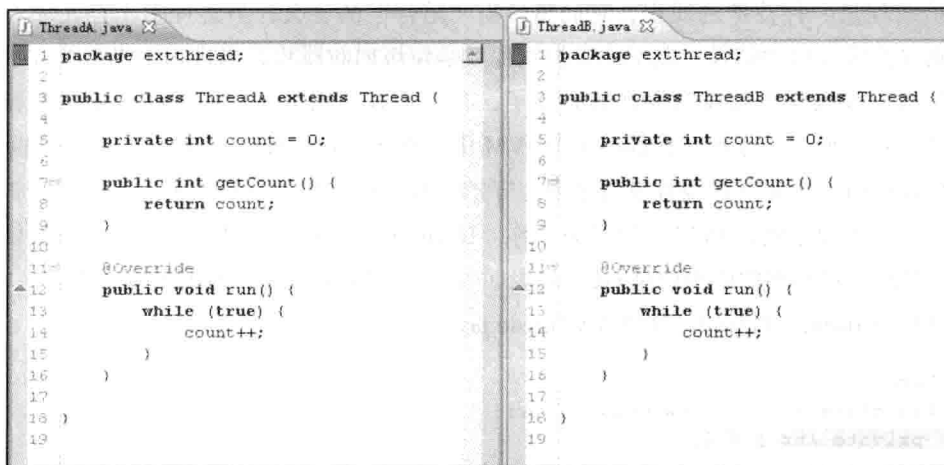 ThreadA.java
1 package extthread;
2
3 public class ThreadA extends Thread {
4
5     private int count = 0;
6
7     public int getCount() {
8         return count;
9     }
10
11     @Override
12     public void run() {
13         while (true) {
14             count++;
15         }
16     }
17
18 }
19
ThreadB.java
1 package extthread;
2
3 public class ThreadB extends Thread {
4
5     private int count = 0;
6
7     public int getCount() {
8         return count;
9     }
10
11     @Override
12     public void run() {
13         while (true) {
14             count++;
15         }
16     }
17
18 }
19